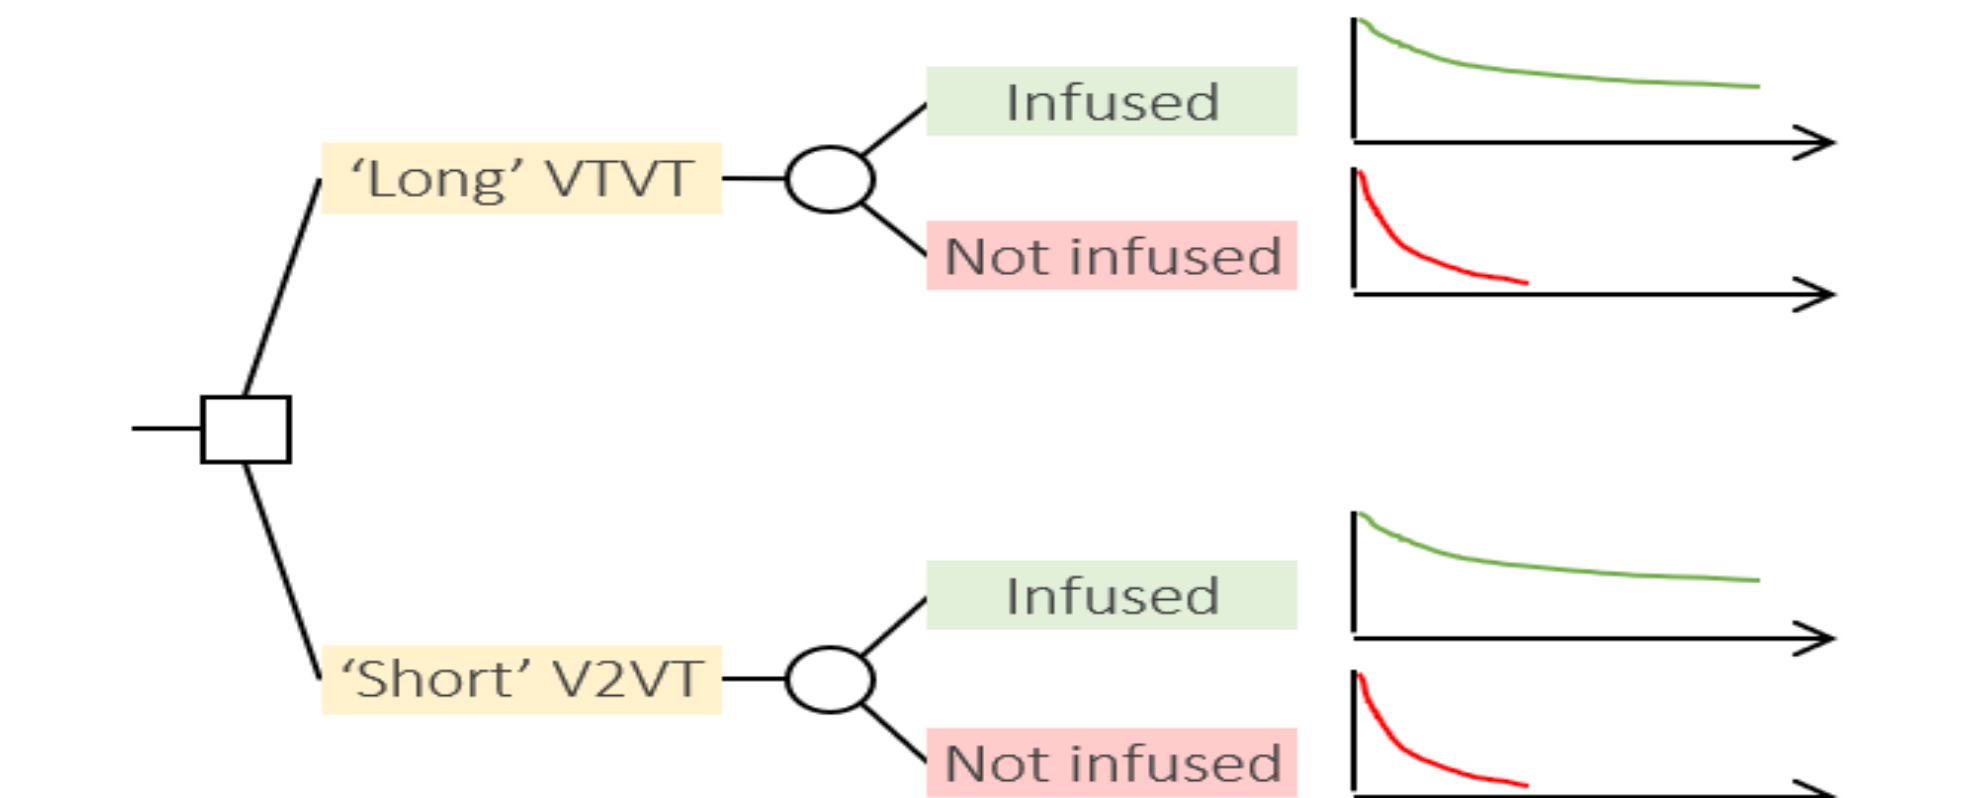 Infused
‘Long’ VTVT
Not infused
Infused
‘Short’ V2VT
Not infused